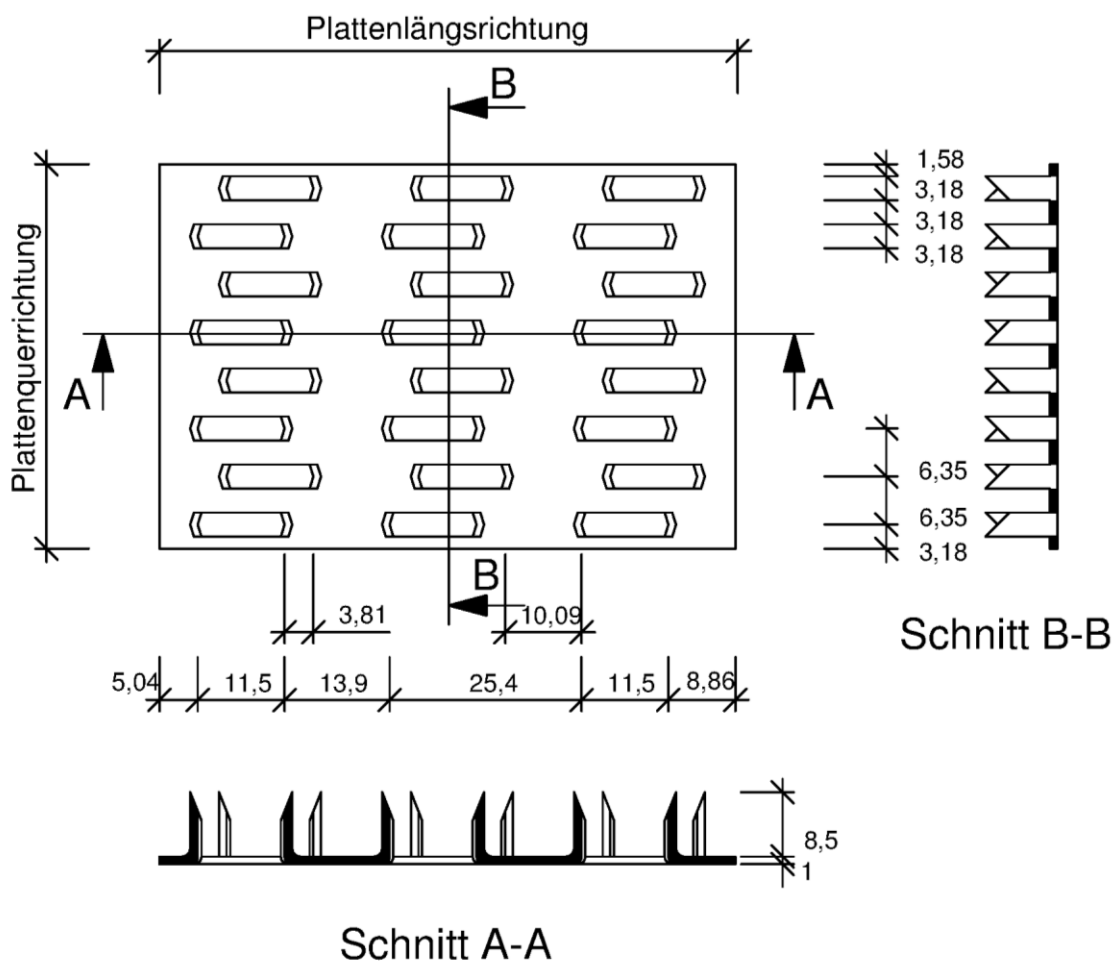 Plattenlängsrichtung
B
Plattenquerrichtung
1,58
3,18
3,18
3,18
A
A
6,35
6,35
3,18
B
3,81
10,09
Schnitt B-B
5,04
11,5
13,9
25,4
11,5
8,86
8,5
1
Schnitt A-A